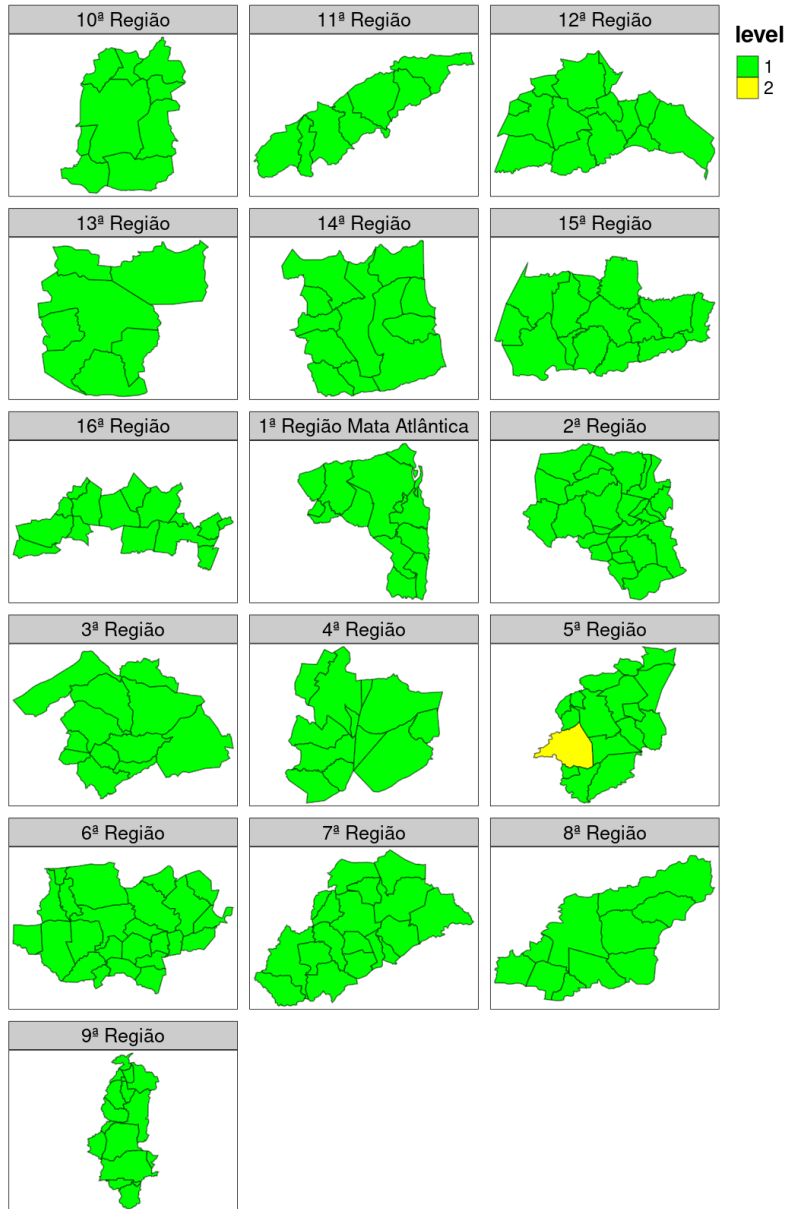 10ª Região
11ª Região
12ª Região
level
1
2
13ª Região
14ª Região
15ª Região
16ª Região
1ª Região Mata Atlântica
2ª Região
3ª Região
4ª Região
5ª Região
6ª Região
7ª Região
8ª Região
9ª Região